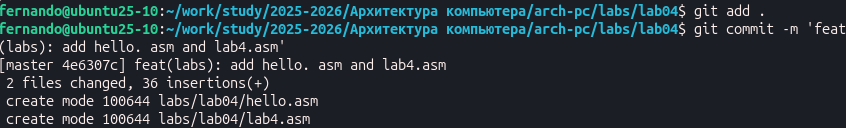 fernando@ubuntu25-10:~/work/study/2025-2026/Архитектура компьютера/arch-pc/labs/lab04$ git add .
fernando@ubuntu25-10:~/work/study/2025-2026/Архитектура компьютера/arch-pc/labs/lab04$ git commit -m 'feat
(labs): add hello. asm and lab4.asm'
[master 4e6307c] feat(labs): add hello. asm and lab4.asm
 2 files changed, 36 insertions(+)
 create mode 100644 labs/lab04/hello.asm
 create mode 100644 labs/lab04/lab4.asm